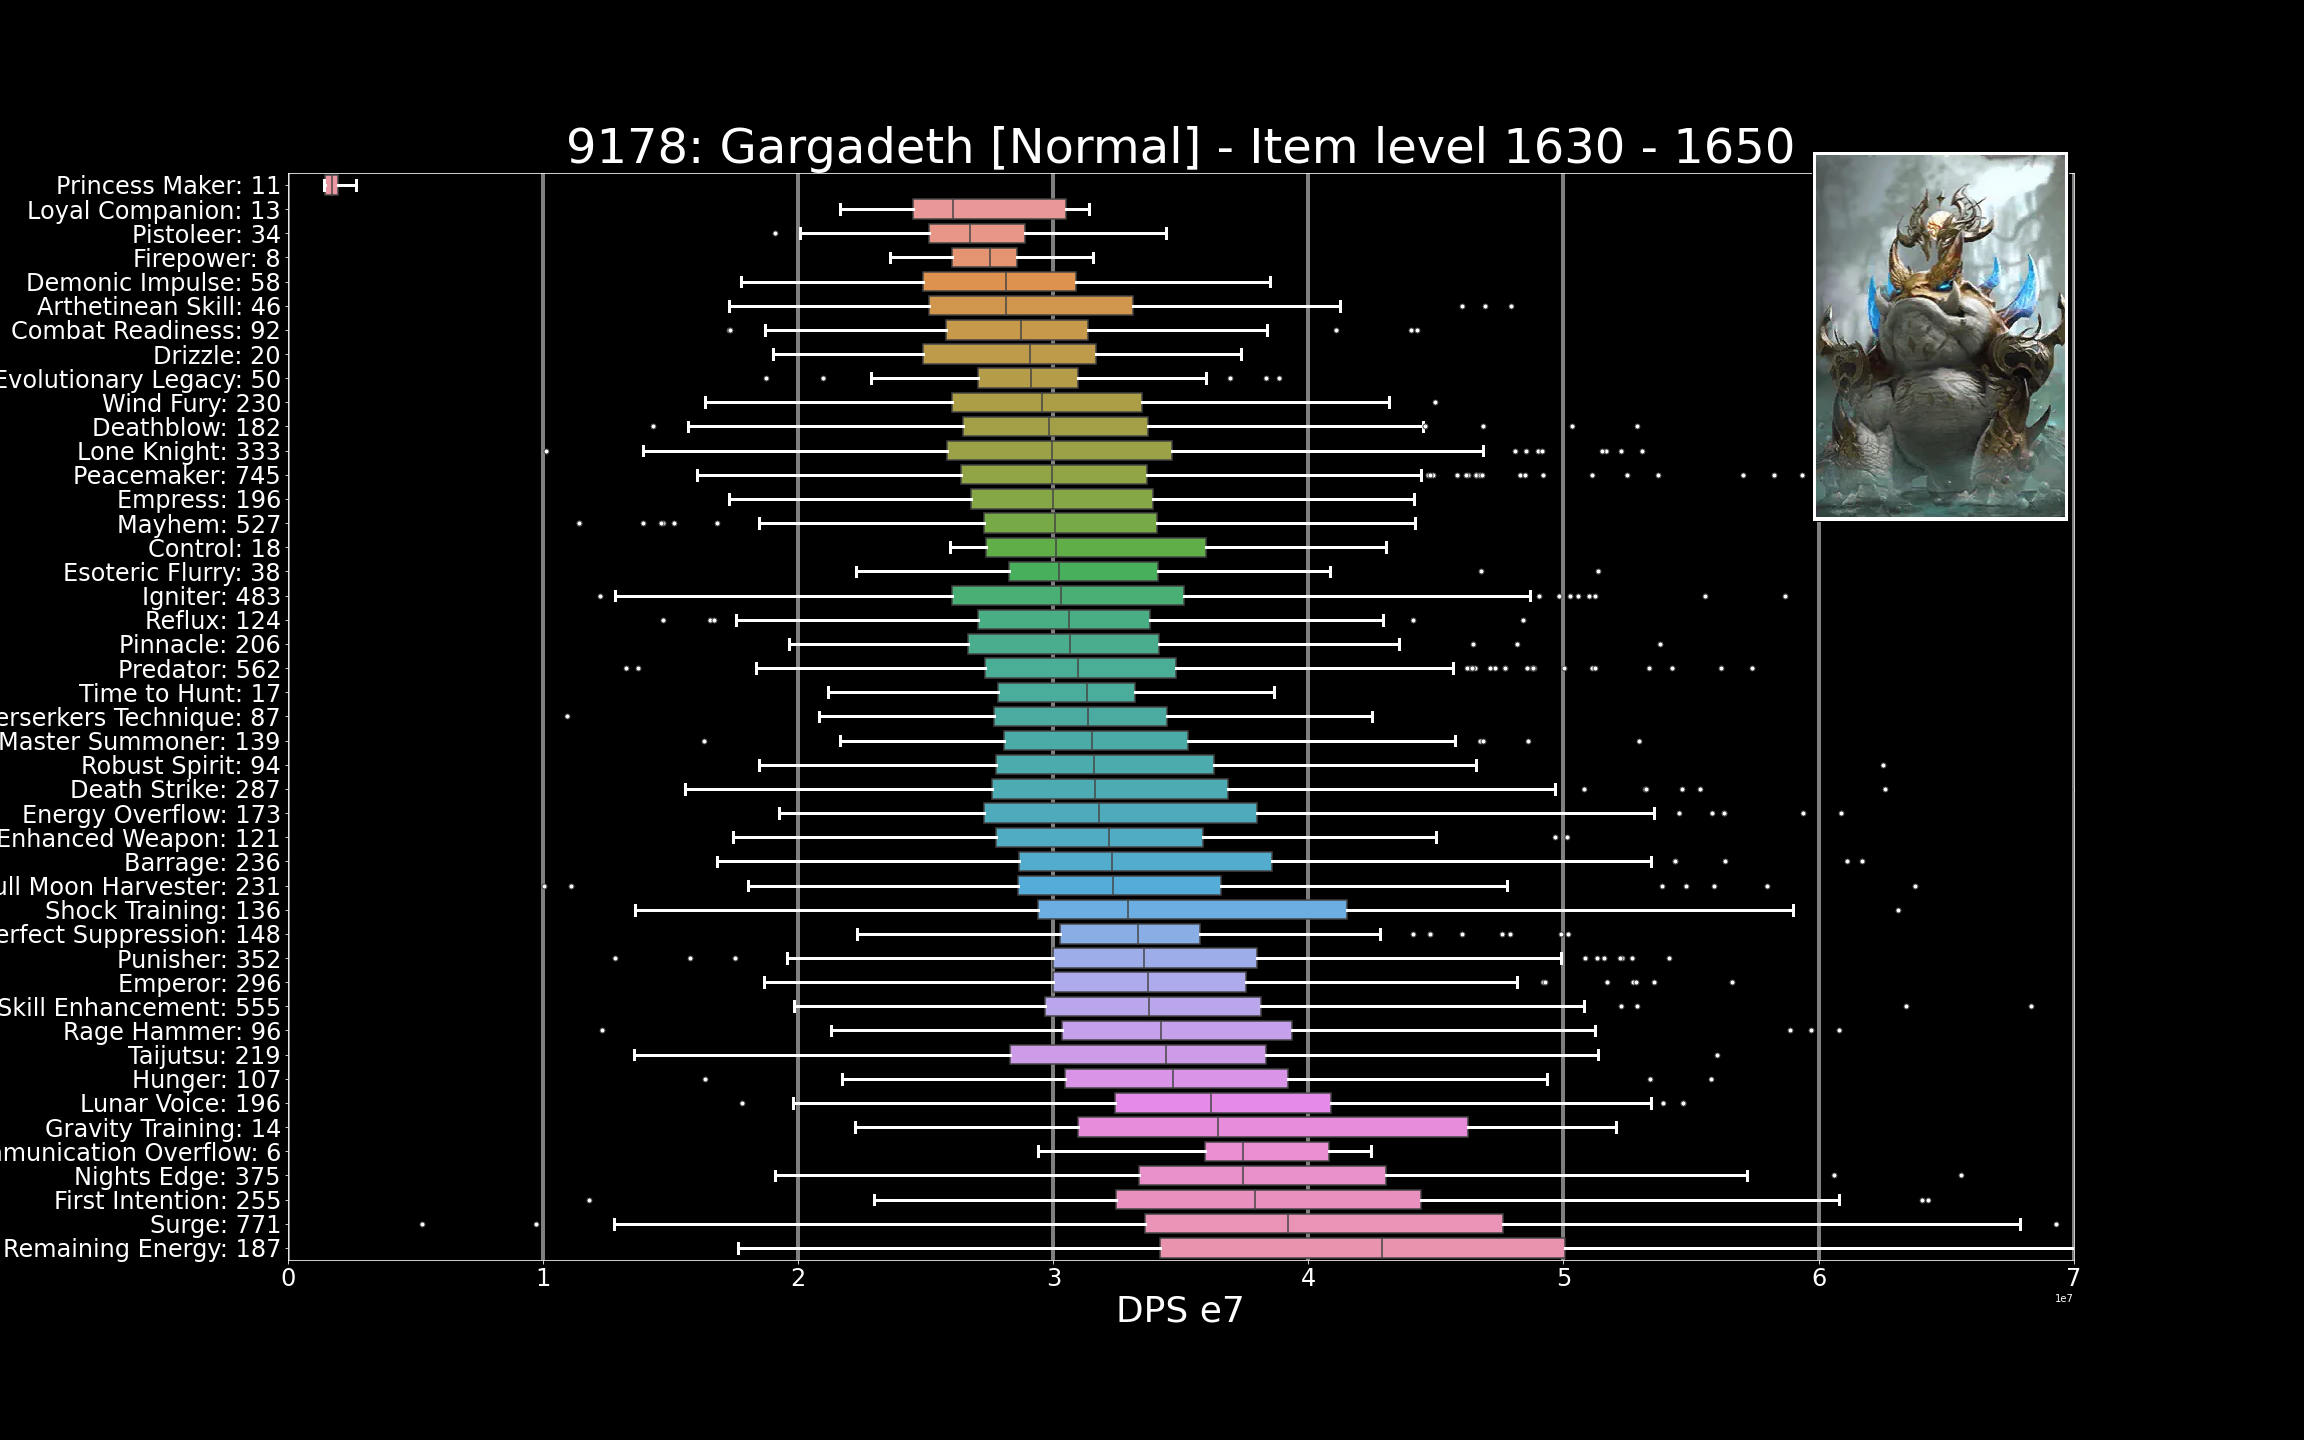 9178: Gargadeth [Normal] - Item level 1630 - 1650
Princess Maker: 11
Loyal Companion: 13
Pistoleer: 34
Firepower: 8
Demonic Impulse: 58
Arthetinean Skill: 46
Combat Readiness: 92
Drizzle: 20
Evolutionary Legacy: 50
Wind Fury: 230
Deathblow: 182
Lone Knight: 333
Peacemaker: 745
Empress: 196
Mayhem: 527
Control: 18
Esoteric Flurry: 38
Igniter: 483
Reflux: 124
Pinnacle: 206
Predator: 562
Time to Hunt: 17
erserkers Technique: 87
Master Summoner: 139
Robust Spirit: 94
Death Strike: 287
Energy Overflow: 173
Enhanced Weapon: 121
Barrage: 236
ull Moon Harvester: 231
Shock Training: 136
erfect Suppression: 148
Punisher: 352
Emperor: 296
Skill Enhancement: 555
Rage Hammer: 96
Taijutsu: 219
Hunger: 107
Lunar Voice: 196
Gravity Training: 14
munication Overflow: 6
Nights Edge: 375
First Intention: 255
Surge: 771
Remaining Energy: 187
0 1 2 3 4 5 6 7
1e7
DPS e7